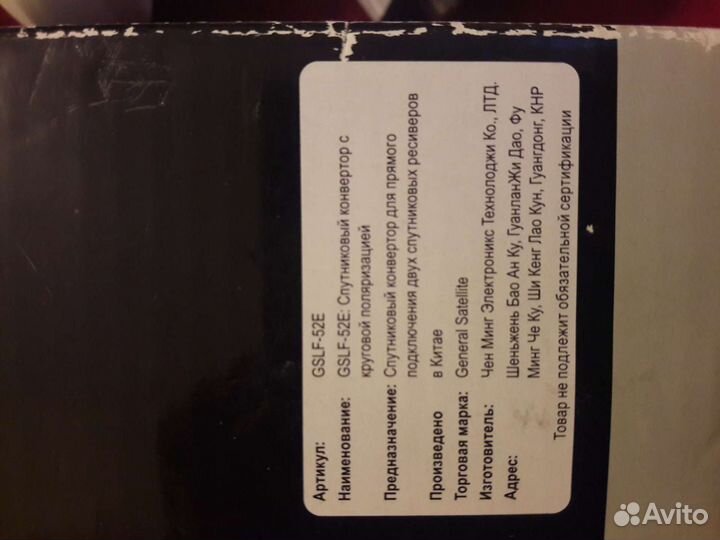 Артикул: GSLF-52E
Наименование: GSLF-52E: Спутниковый конвертор с
круговой поляризацией
Предназначение: Спутниковый конвертор для прямого
подключения двух спутниковых ресиверов
Произведено в Китае
Торговая марка: General Satellite
Изготовитель: Чен Минг Электроникс Технолоджи Ко., ЛТД.
Адрес: Шеньжень Бао Ан Ку, ГуанланЖи Дао, Фу
Минг Че Ку, Ши Кенг Лао Кун, Гуангдонг, КНР
Товар не подлежит обязательной сертификации
Avito